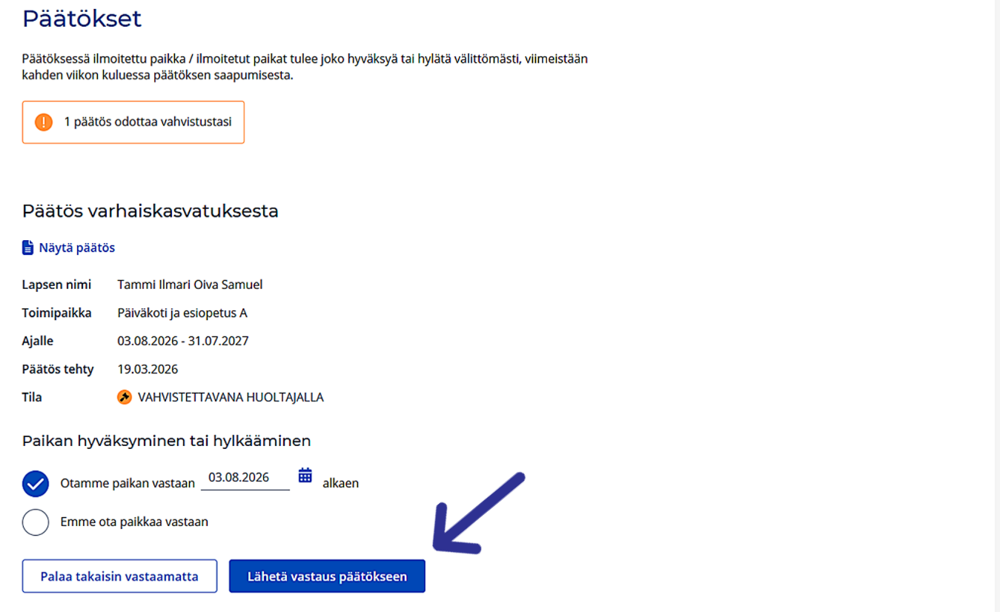 Päätökset
Päätöksessä ilmoitettu paikka / ilmoitetut paikat tulee joko hyväksyä tai hylätä välittömästi, viimeistään
kahden viikon kuluessa päätöksen saapumisesta.
1 päätös odottaa vahvistustasi
Päätös varhaiskasvatuksesta
Näytä päätös
Lapsen nimi Tammi Ilmari Oiva Samuel
Toimipaikka Päiväkoti ja esiopetus A
Ajalle 03.08.2026 - 31.07.2027
Päätös tehty 19.03.2026
Tila VAHVISTETTAVANA HUOLTAJALLA
Paikan hyväksyminen tai hylkääminen
Otamme paikan vastaan 03.08.2026 alkaen
Emme ota paikkaa vastaan
Palaa takaisin vastaamatta Lähetä vastaus päätökseen